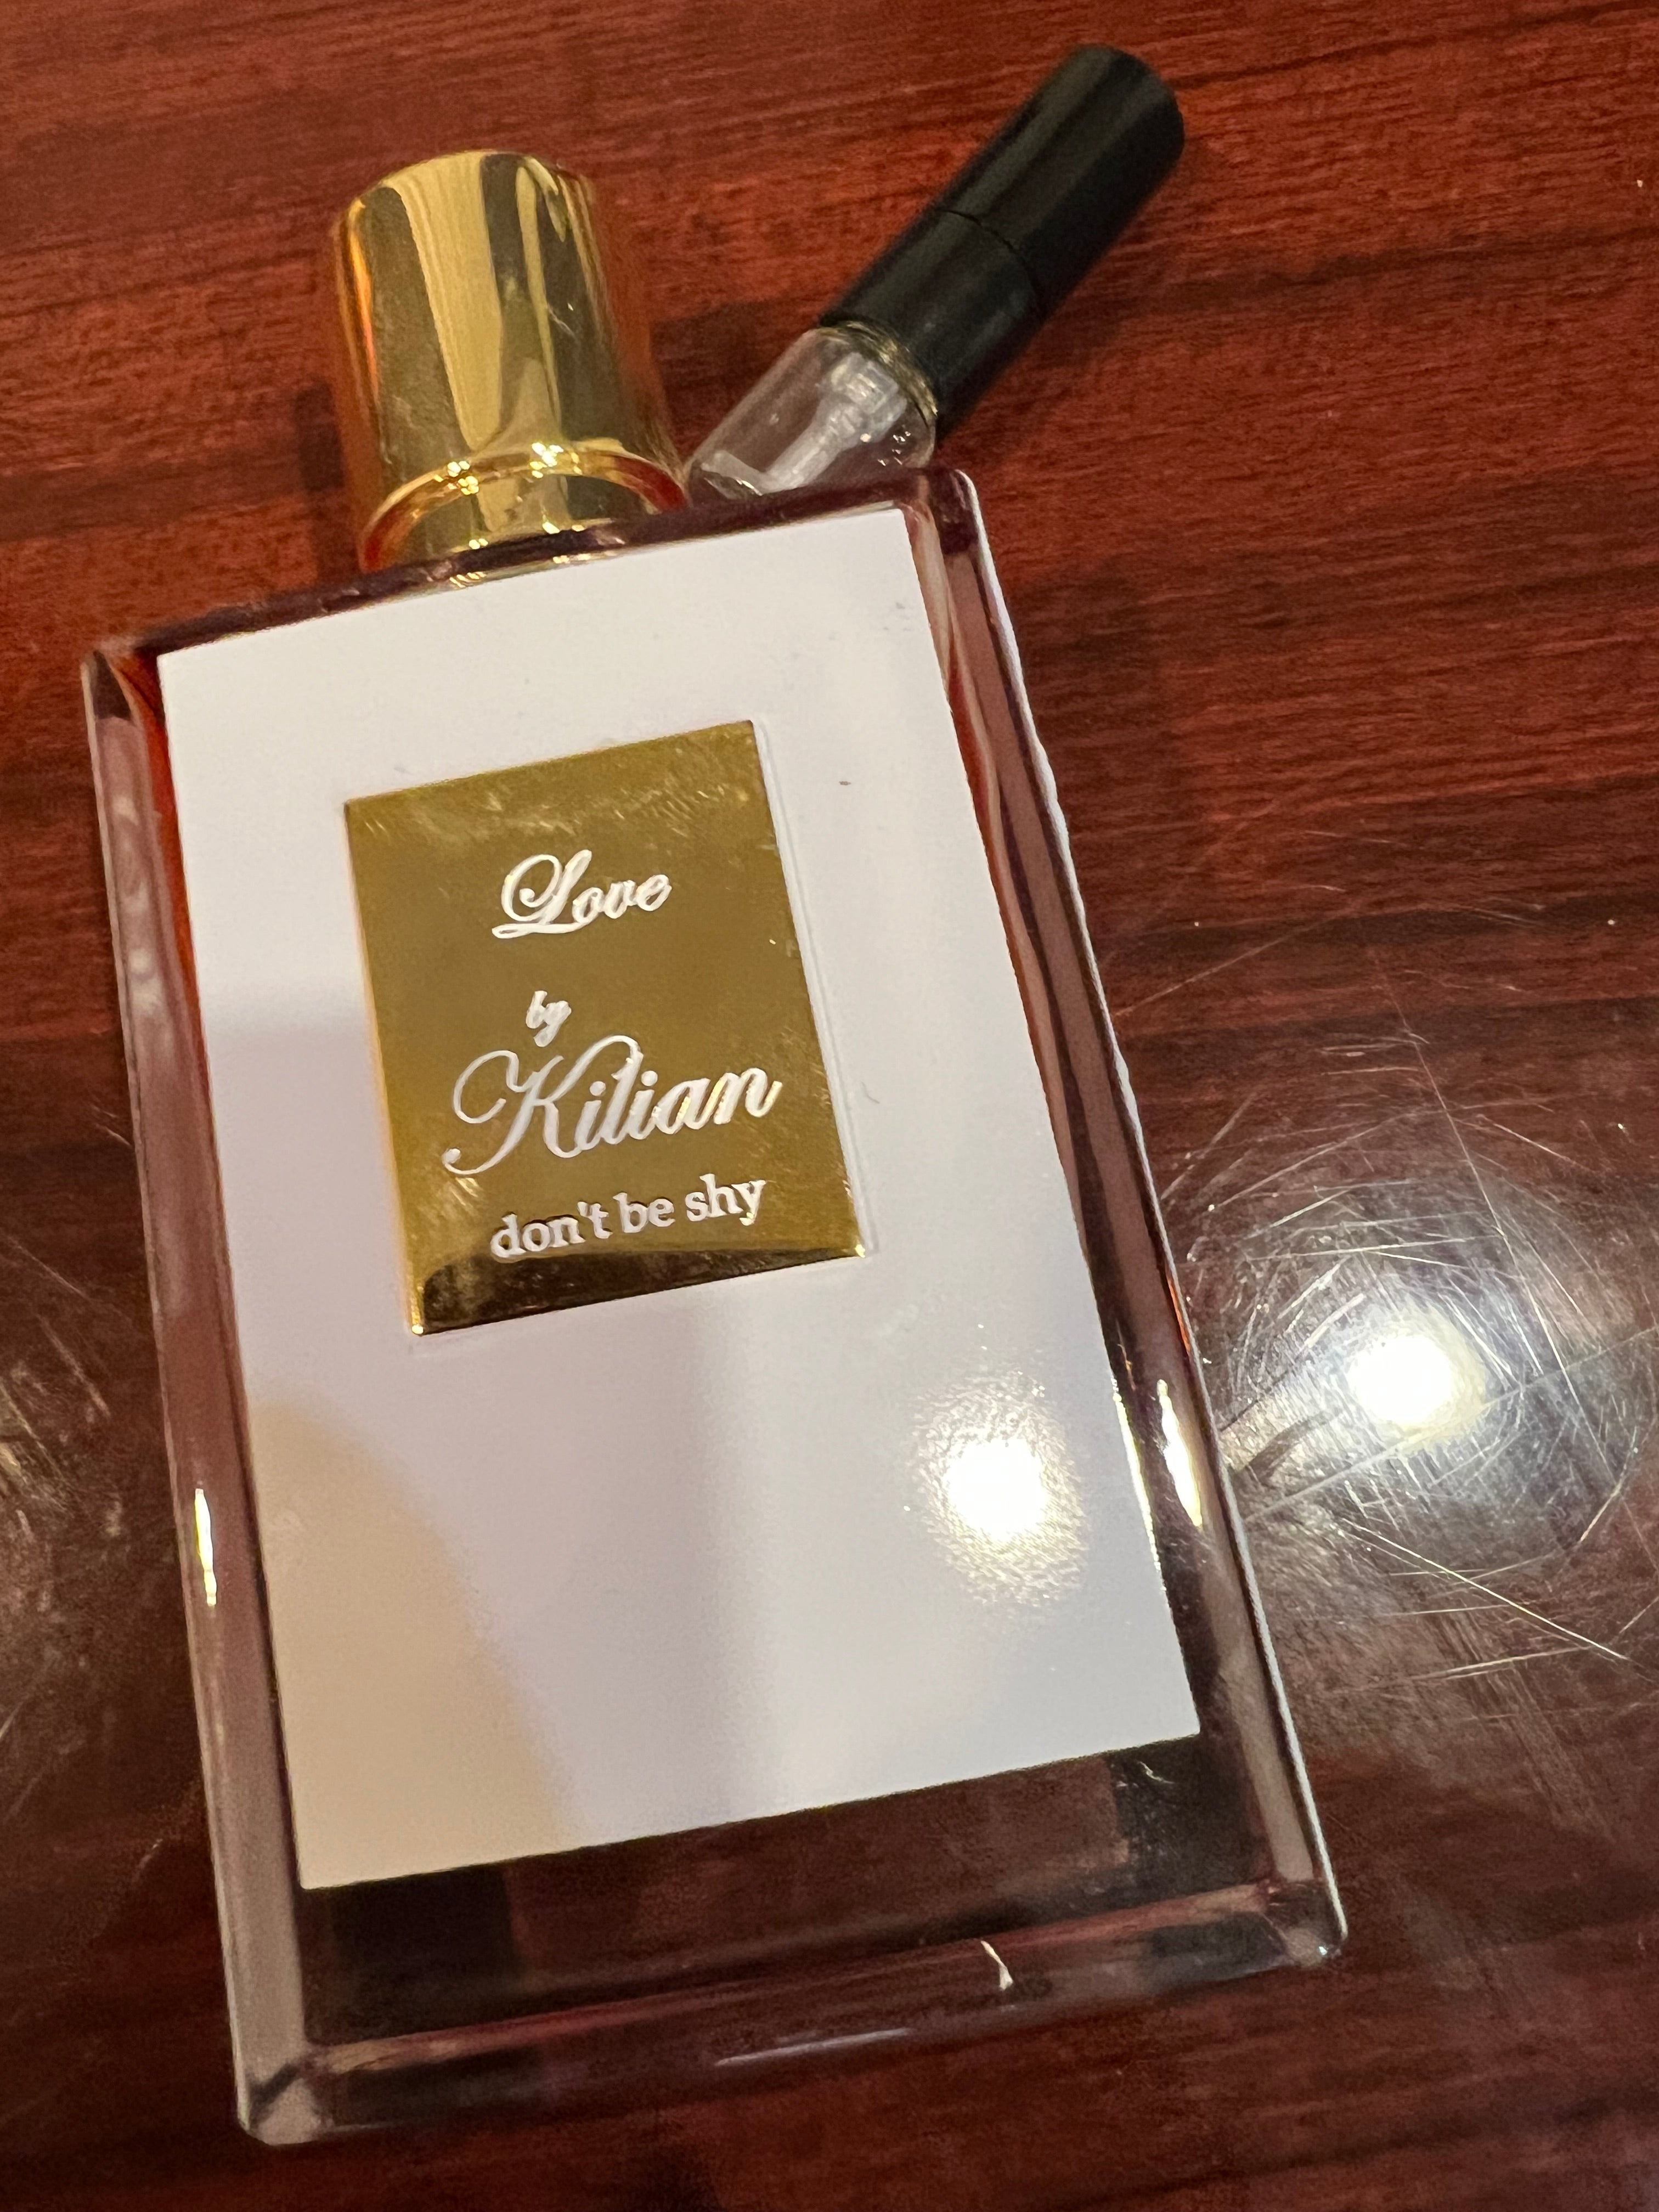 Love
by
Kilian
don't be shy